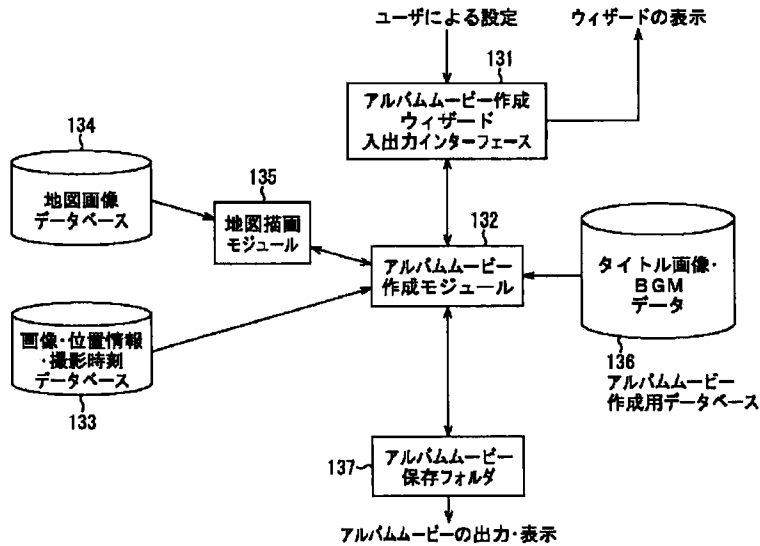 ユーザによる設定
ウィザードの表示
131
アルバムムービー作成
ウィザード
入出力インターフェース
134
地図画像
データベース
135
地図描画
モジュール
132
アルバムムービー
作成モジュール
タイトル画像・
BGM
データ
136
アルバムムービー
作成用データベース
画像・位置情報
・撮影時刻
データベース
133
137
アルバムムービー
保存フォルダ
アルバムムービーの出力・表示